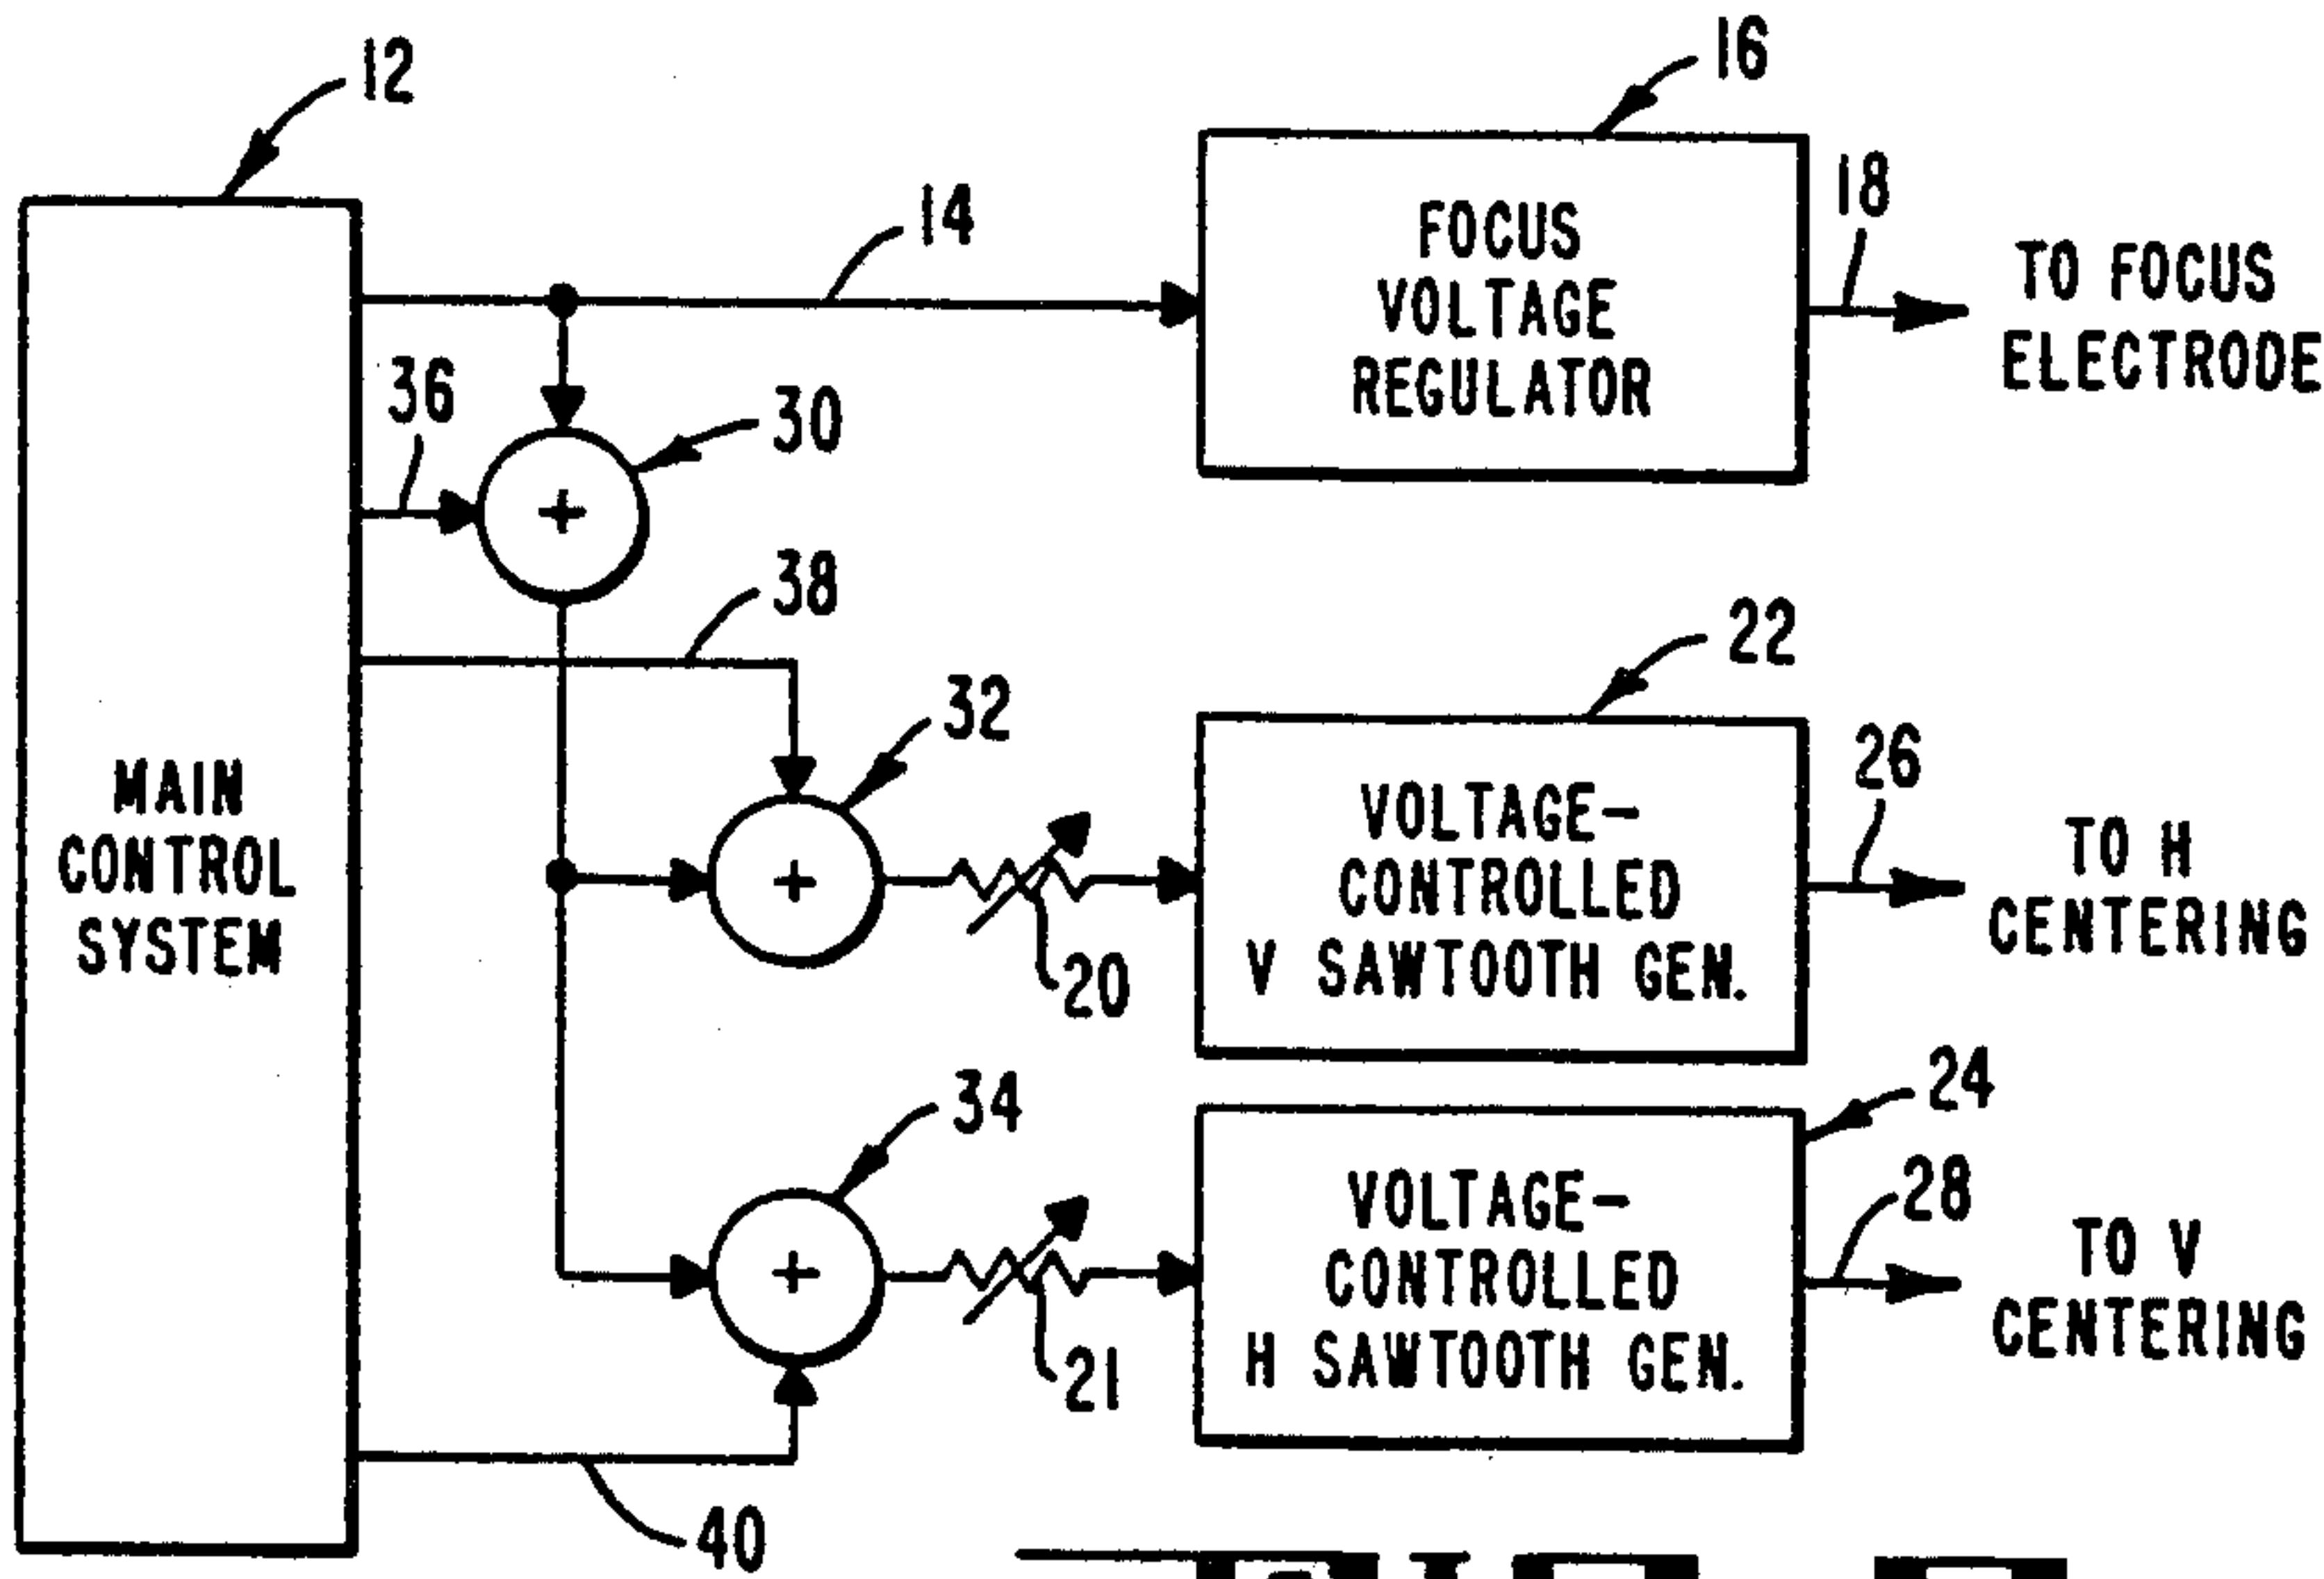 12
16
14
18
FOCUS
VOLTAGE
REGULATOR
TO FOCUS
ELECTRODE
36
30
+
38
22
32
26
MAIN
CONTROL
SYSTEM
+
20
VOLTAGE-
CONTROLLED
V SAWTOOTH GEN.
TO H
CENTERING
34
24
28
+
21
VOLTAGE-
CONTROLLED
H SAWTOOTH GEN.
TO V
CENTERING
40